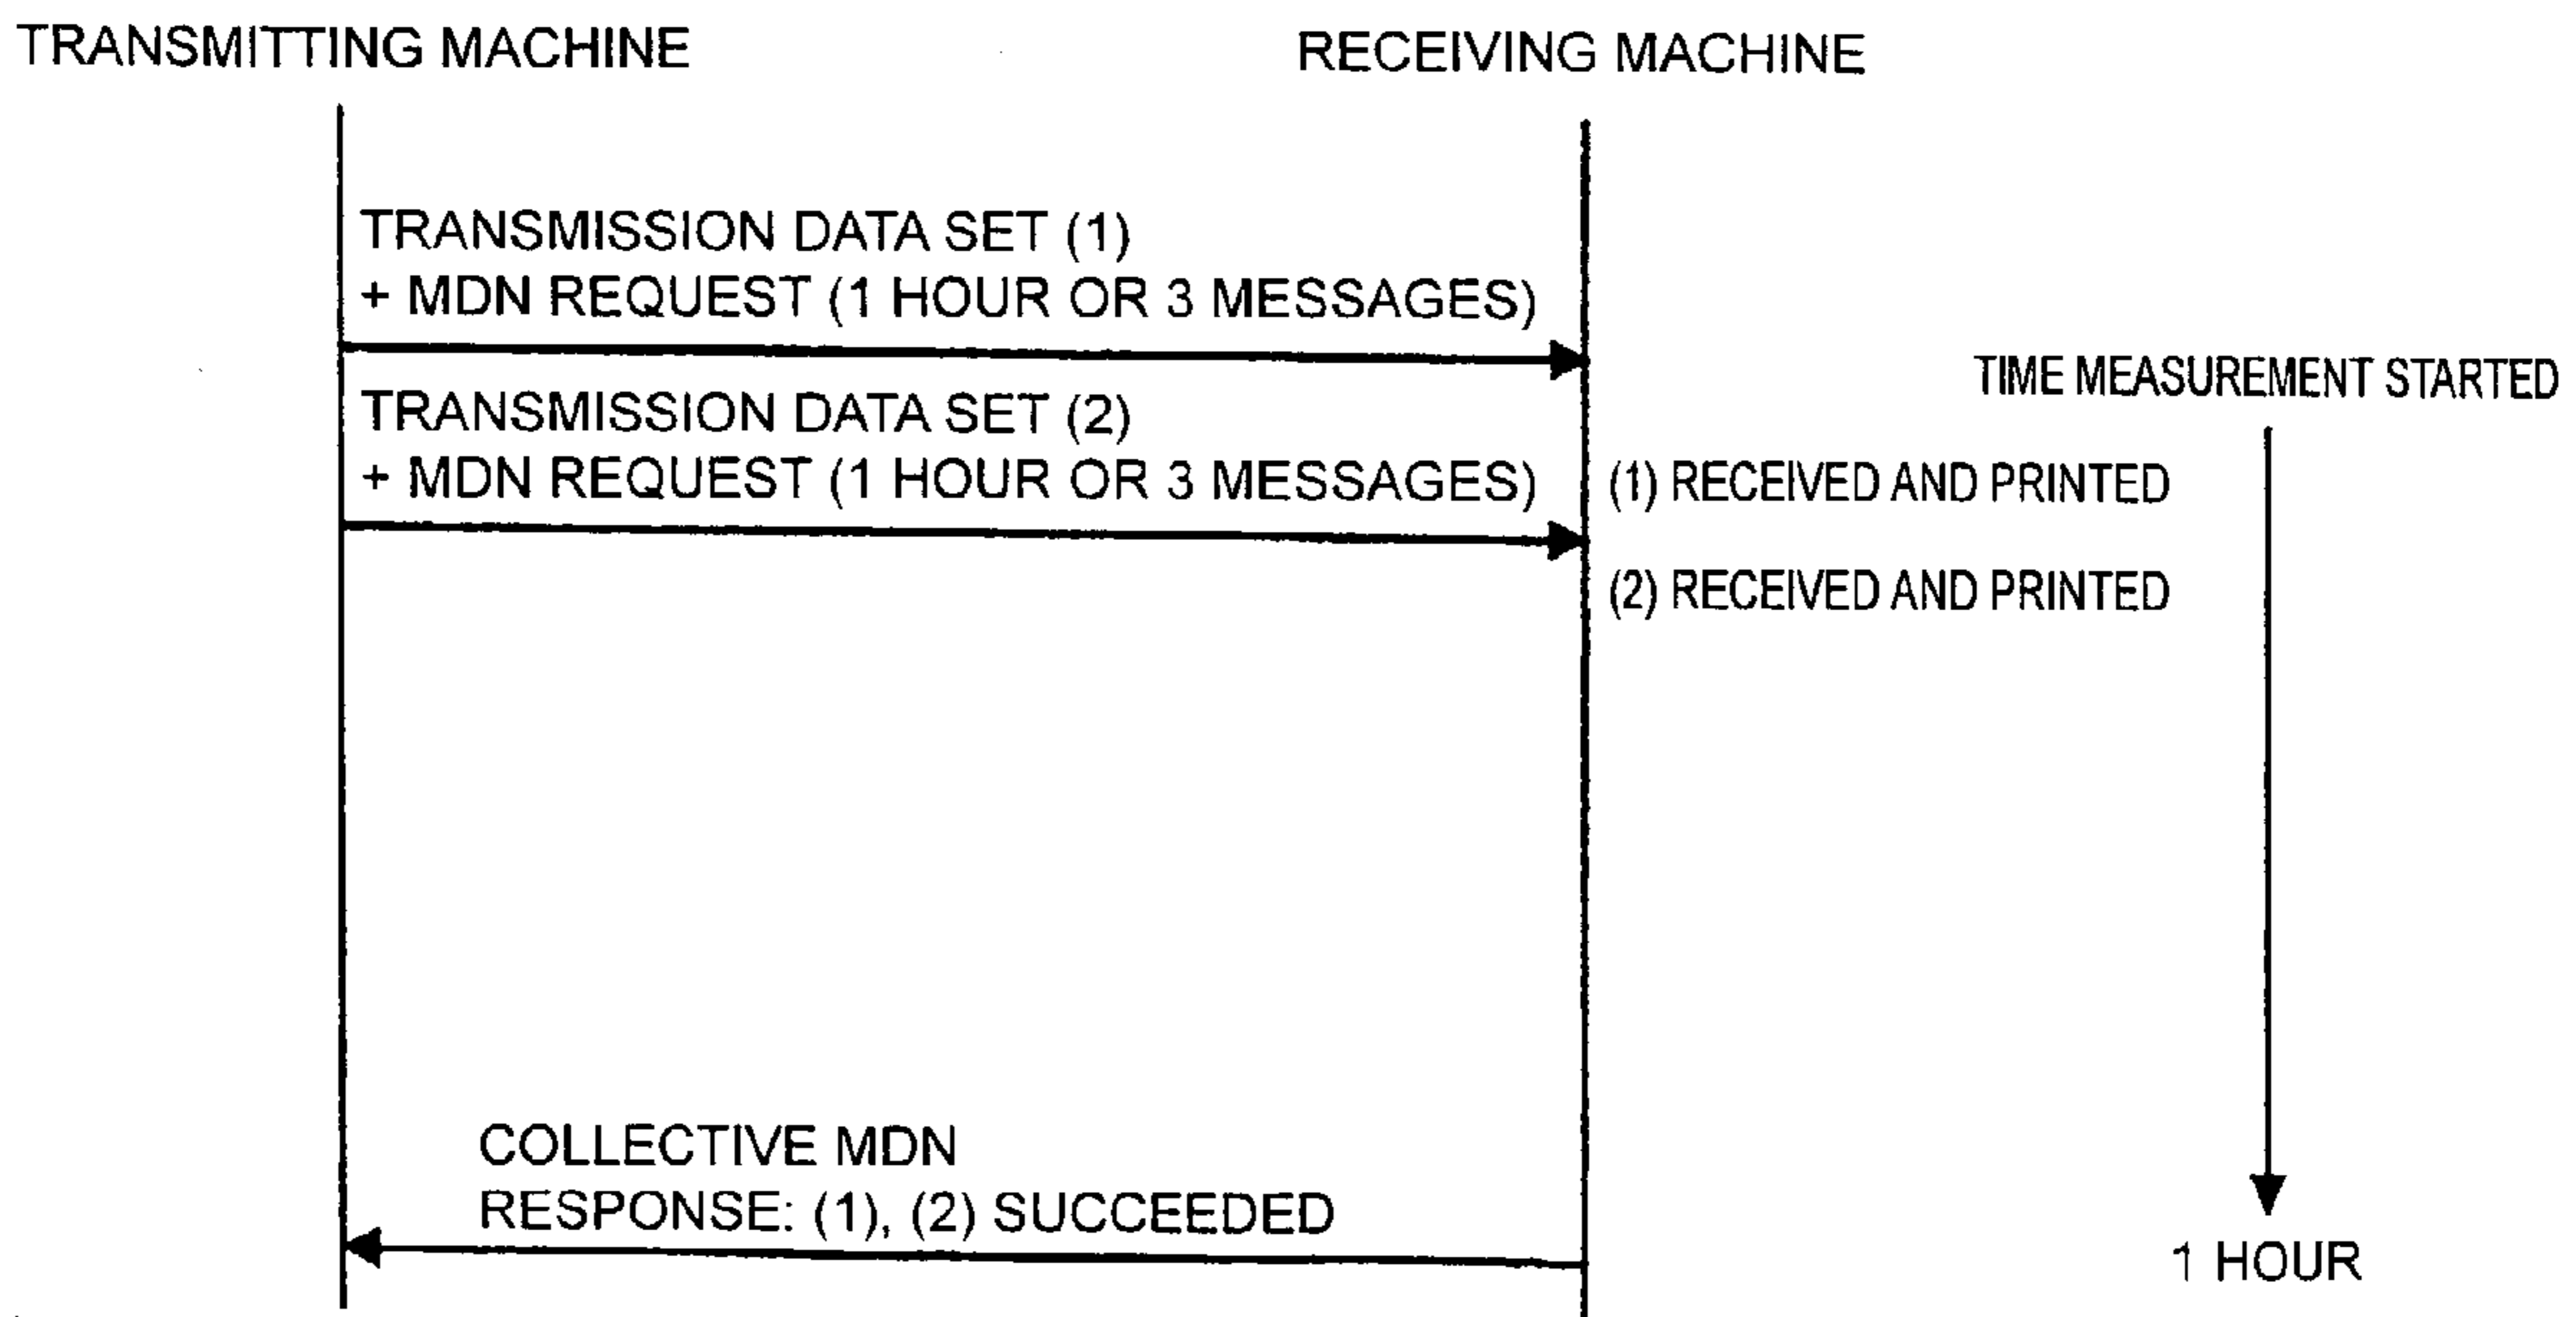 TRANSMITTING MACHINE
RECEIVING MACHINE
TRANSMISSION DATA SET (1)
+ MDN REQUEST (1 HOUR OR 3 MESSAGES)
TIME MEASUREMENT STARTED
TRANSMISSION DATA SET (2)
+ MDN REQUEST (1 HOUR OR 3 MESSAGES)
(1) RECEIVED AND PRINTED
(2) RECEIVED AND PRINTED
COLLECTIVE MDN
RESPONSE: (1), (2) SUCCEEDED
1 HOUR